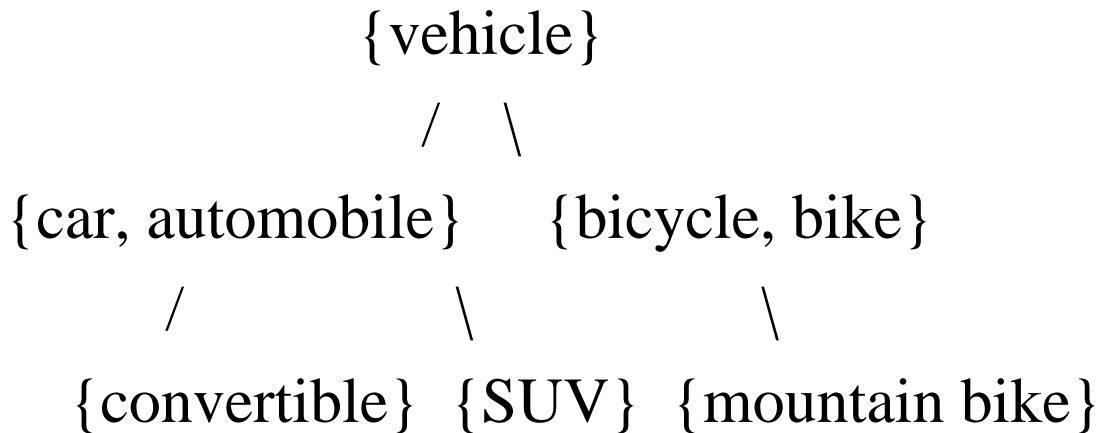 {vehicle}
/ \
{car, automobile} {bicycle, bike}
/ \ \
{convertible} {SUV} {mountain bike}